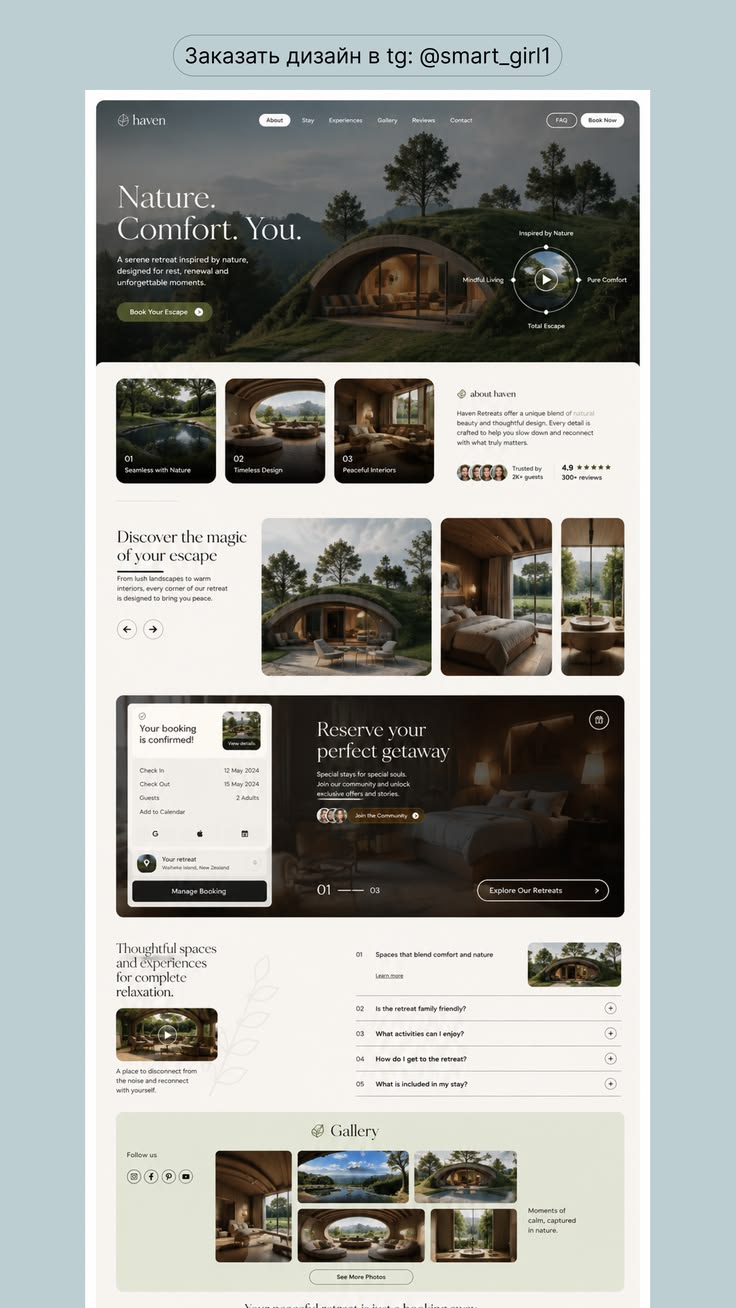 Заказать дизайн в tg: @smart_girl1
haven
About
Stay
Experiences
Gallery
Reviews
Contact
FAQ
Book Now
Nature.
Comfort. You.
A serene retreat inspired by nature,
designed for rest, renewal and
unforgettable moments.
Book Your Escape
Inspired by Nature
Mindful Living
Pure Comfort
Total Escape
01
Seamless with Nature
02
Timeless Design
03
Peaceful Interiors
about haven
Haven Retreats offer a unique blend of natural
beauty and thoughtful design. Every detail is
crafted to help you slow down and reconnect
with what truly matters.
Trusted by
2K+ guests
4.9 ★★★★★
300+ reviews
Discover the magic
of your escape
From lush landscapes to warm
interiors, every corner of our retreat
is designed to bring you peace.
Your booking
is confirmed!
View details
Check In 12 May 2024
Check Out 15 May 2024
Guests 2 Adults
Add to Calendar
G
Your retreat
Waiheke Island, New Zealand
Manage Booking
Reserve your
perfect getaway
Special stays for special souls.
Join our community and unlock
exclusive offers and stories.
Join the Community
01 03
Explore Our Retreats
Thoughtful spaces
and experiences
for complete
relaxation.
A place to disconnect from
the noise and reconnect
with yourself.
01 Spaces that blend comfort and nature
Learn more
02 Is the retreat family friendly?
03 What activities can I enjoy?
04 How do I get to the retreat?
05 What is included in my stay?
Gallery
Follow us
Moments of
calm, captured
in nature.
See More Photos
Your peaceful retreat is just a booking away